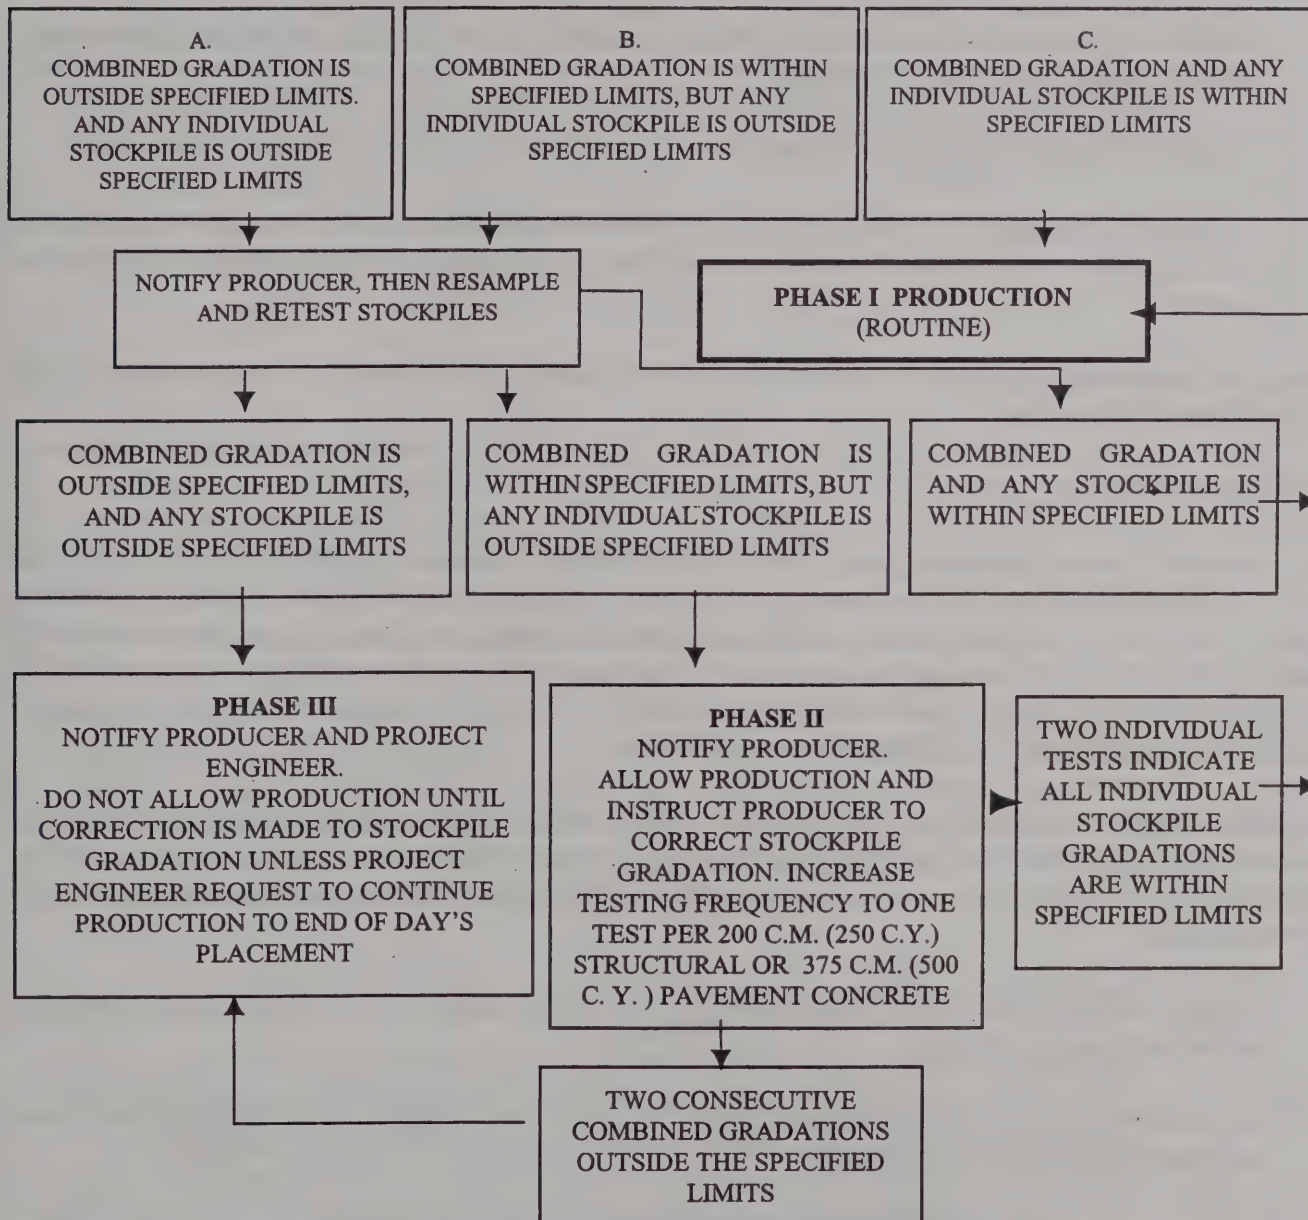 A.
COMBINED GRADATION IS
OUTSIDE SPECIFIED LIMITS.
AND ANY INDIVIDUAL
STOCKPILE IS OUTSIDE
SPECIFIED LIMITS
B.
COMBINED GRADATION IS WITHIN
SPECIFIED LIMITS, BUT ANY
INDIVIDUAL STOCKPILE IS OUTSIDE
SPECIFIED LIMITS
C.
COMBINED GRADATION AND ANY
INDIVIDUAL STOCKPILE IS WITHIN
SPECIFIED LIMITS
NOTIFY PRODUCER, THEN RESAMPLE
AND RETEST STOCKPILES
PHASE I PRODUCTION
(ROUTINE)
COMBINED GRADATION IS
OUTSIDE SPECIFIED LIMITS,
AND ANY STOCKPILE IS
OUTSIDE SPECIFIED LIMITS
COMBINED GRADATION IS
WITHIN SPECIFIED LIMITS, BUT
ANY INDIVIDUAL STOCKPILE IS
OUTSIDE SPECIFIED LIMITS
COMBINED GRADATION
AND ANY STOCKPILE IS
WITHIN SPECIFIED LIMITS
PHASE III
NOTIFY PRODUCER AND PROJECT
ENGINEER.
DO NOT ALLOW PRODUCTION UNTIL
CORRECTION IS MADE TO STOCKPILE
GRADATION UNLESS PROJECT
ENGINEER REQUEST TO CONTINUE
PRODUCTION TO END OF DAY'S
PLACEMENT
PHASE II
NOTIFY PRODUCER.
ALLOW PRODUCTION AND
INSTRUCT PRODUCER TO
CORRECT STOCKPILE
GRADATION. INCREASE
TESTING FREQUENCY TO ONE
TEST PER 200 C.M. (250 C.Y.)
STRUCTURAL OR 375 C.M. (500
C. Y. ) PAVEMENT CONCRETE
TWO INDIVIDUAL
TESTS INDICATE
ALL INDIVIDUAL
STOCKPILE
GRADATIONS
ARE WITHIN
SPECIFIED LIMITS
TWO CONSECUTIVE
COMBINED GRADATIONS
OUTSIDE THE SPECIFIED
LIMITS